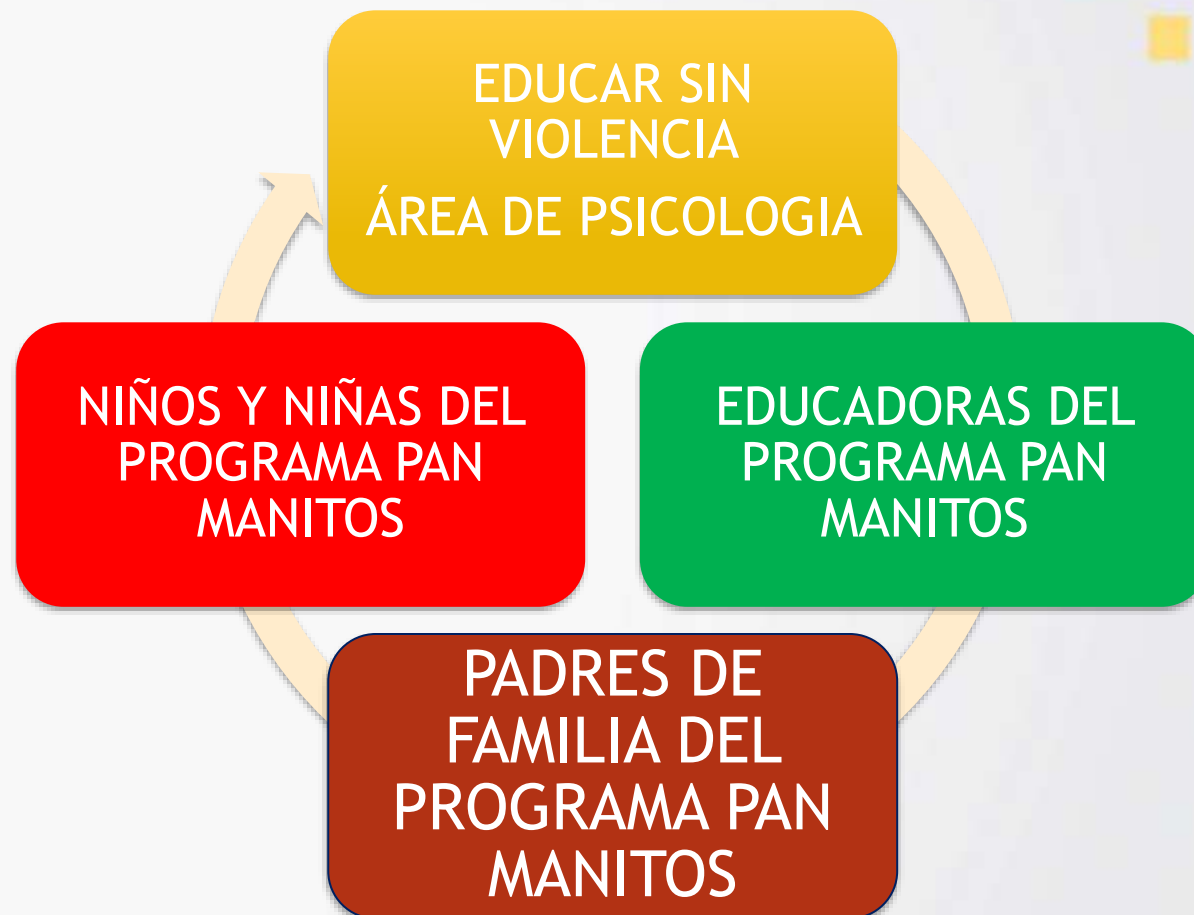 EDUCAR SIN
VIOLENCIA
ÁREA DE PSICOLOGIA
NIÑOS Y NIÑAS DEL
PROGRAMA PAN
MANITOS
EDUCADORAS DEL
PROGRAMA PAN
MANITOS
PADRES DE
FAMILIA DEL
PROGRAMA PAN
MANITOS